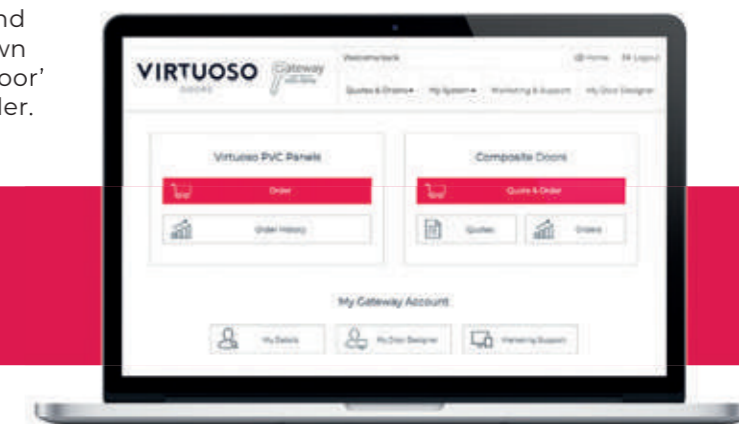 nd
wn
oor’
ler.
VIRTUOSO Gateway
DOORS
Welcome back Home Logout
Quotes & Orders My System Marketing & Support My Door Designer
Virtuoso PVC Panels Composite Doors
Order Quote & Order
Order History Quotes Orders
My Gateway Account
My Details My Door Designer Marketing Support